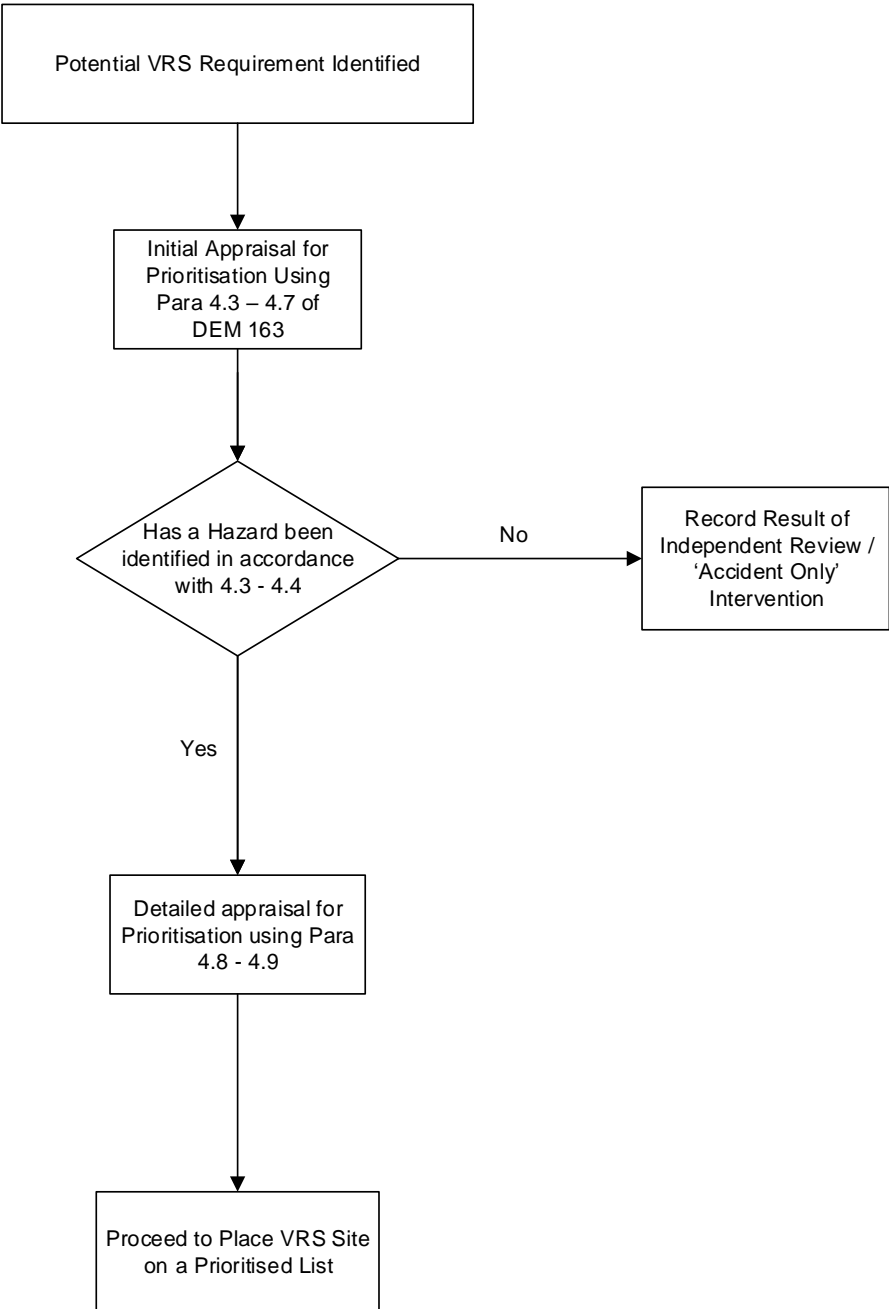 Potential VRS Requirement Identified
Initial Appraisal for
Prioritisation Using
Para 4.3 – 4.7 of
DEM 163
Has a Hazard been
identified in accordance
with 4.3 - 4.4
No
Record Result of
Independent Review /
‘Accident Only’
Intervention
Yes
Detailed appraisal for
Prioritisation using Para
4.8 - 4.9
Proceed to Place VRS Site
on a Prioritised List